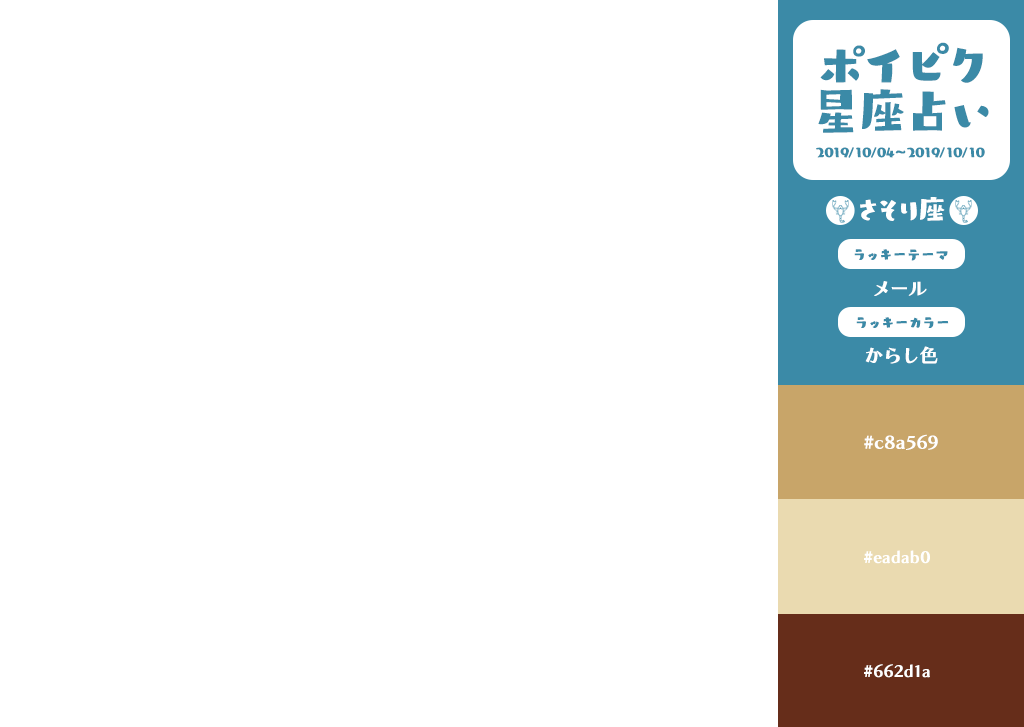 ポイピク
星座占い
2019/10/04~2019/10/10
さそり座
ラッキーテーマ
メール
ラッキーカラー
からし色
#c8a569
#eadab0
#662d1a